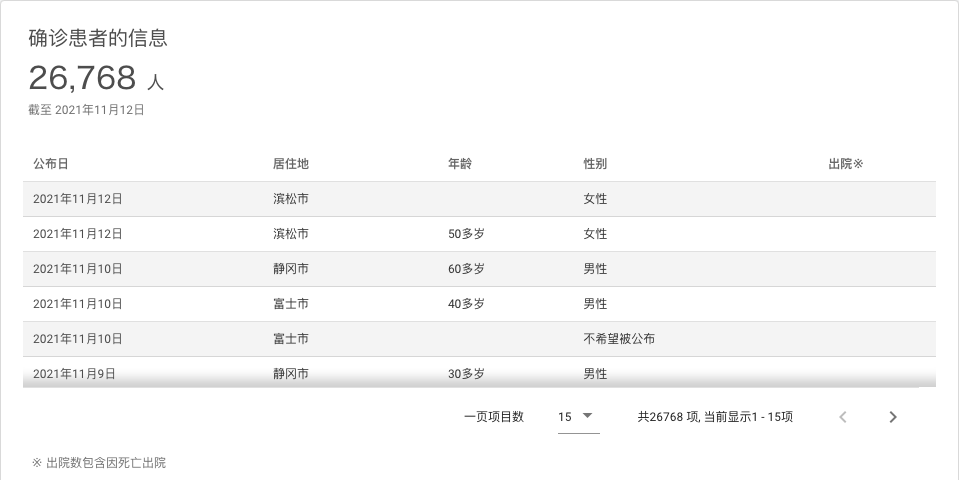 确诊患者的信息
26,768 人
截至 2021年11月12日
公布日 居住地 年龄 性别 出院※
2021年11月12日 滨松市 女性
2021年11月12日 滨松市 50多岁 女性
2021年11月10日 静冈市 60多岁 男性
2021年11月10日 富士市 40多岁 男性
2021年11月10日 富士市 不希望被公布
2021年11月9日 静冈市 30多岁 男性
一页项目数 15 共26768 项, 当前显示1 - 15项
※ 出院数包含因死亡出院